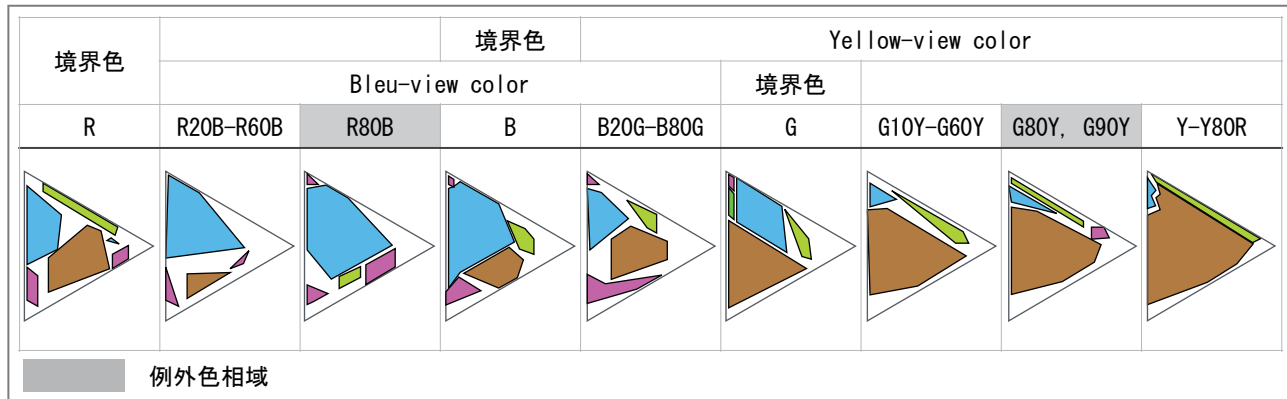 境界色 Yellow-view color
境界色
Bleu-view color 境界色
R R20B-R60B R80B B B20G-B80G G G10Y-G60Y G80Y, G90Y Y-Y80R
例外色相域